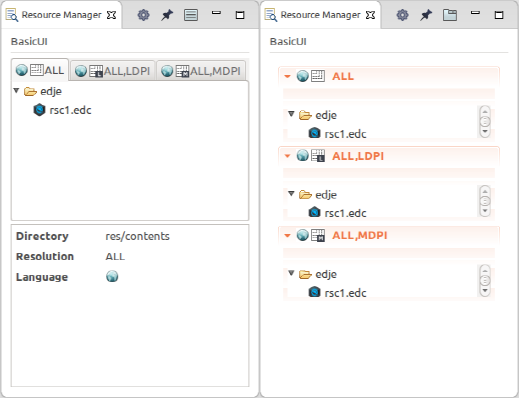 Resource Manager
BasicUI
ALL
ALL,LDPI
ALL,MDPI
edje
rsc1.edc
Directory res/contents
Resolution ALL
Language
Resource Manager
BasicUI
ALL
edje
rsc1.edc
ALL,LDPI
edje
rsc1.edc
ALL,MDPI
edje
rsc1.edc